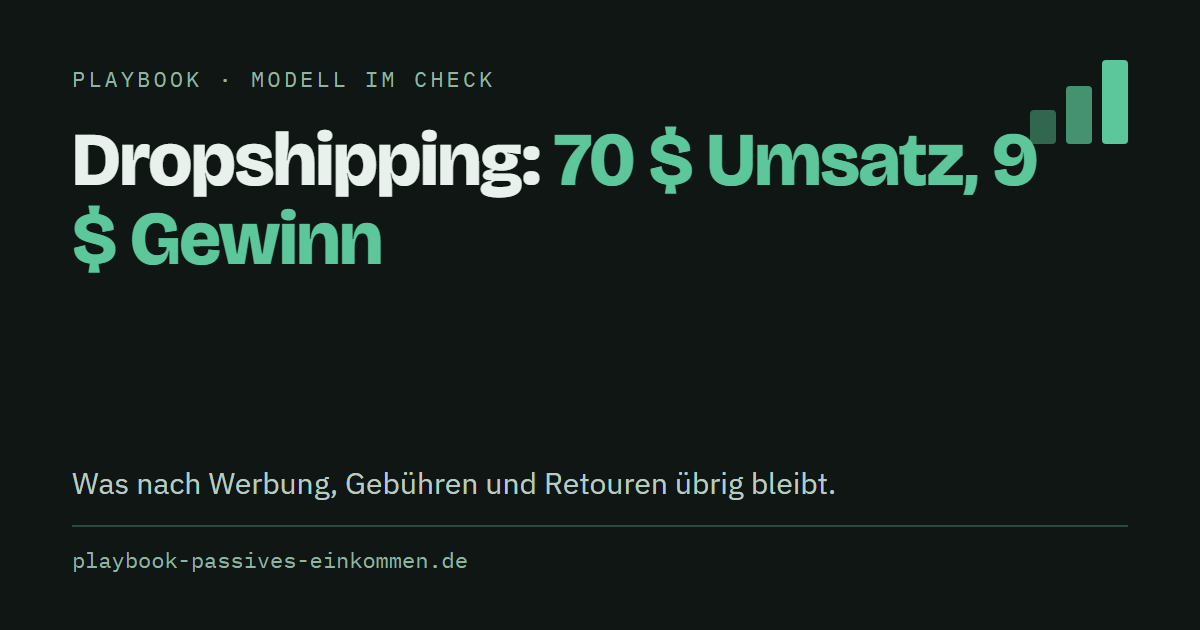 PLAYBOOK · MODELL IM CHECK
Dropshipping: 70 $ Umsatz, 9
$ Gewinn
Was nach Werbung, Gebühren und Retouren übrig bleibt.
playbook-passives-einkommen.de